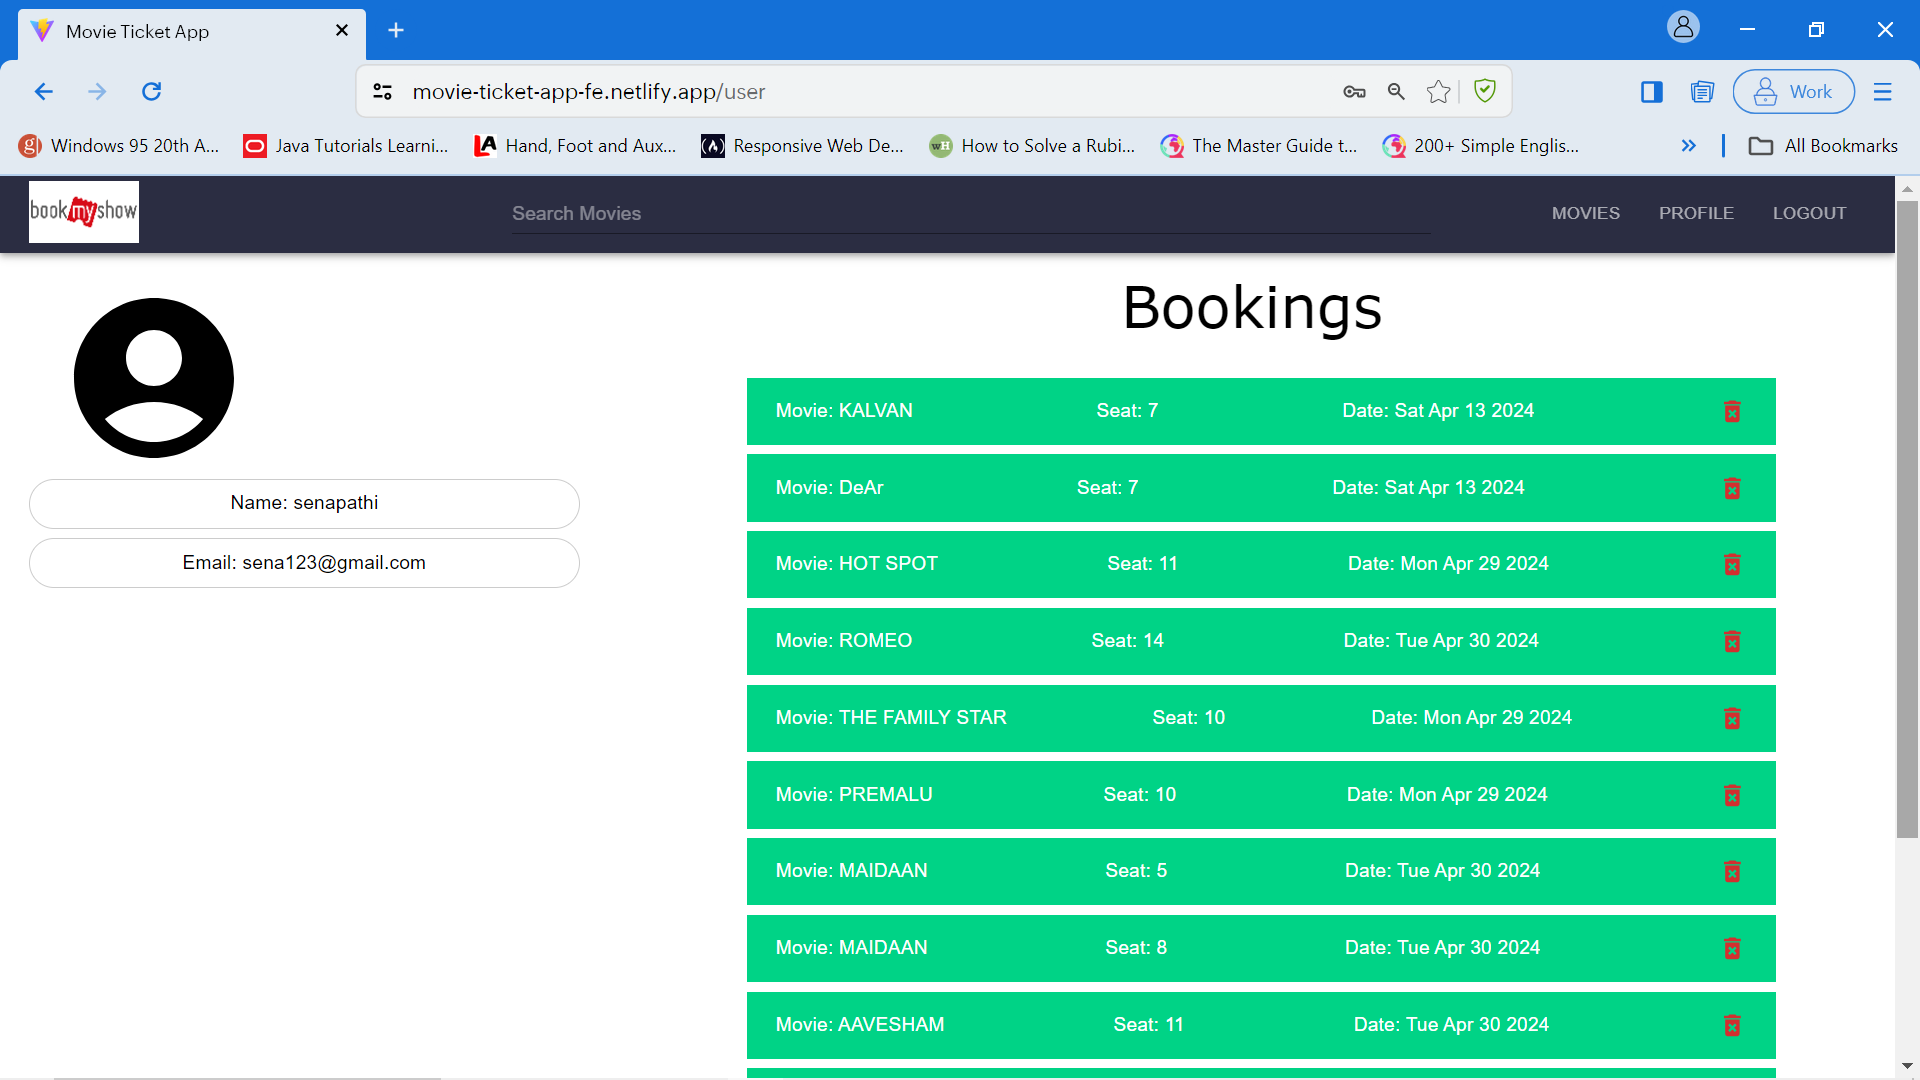 Movie Ticket App
movie-ticket-app-fe.netlify.app/user
Work
Windows 95 20th A...
Java Tutorials Learni...
Hand, Foot and Aux...
Responsive Web De...
How to Solve a Rubi...
The Master Guide t...
200+ Simple Englis...
All Bookmarks
bookmyshow
Search Movies
MOVIES
PROFILE
LOGOUT
Name: senapathi
Email: sena123@gmail.com
Bookings
Movie: KALVAN Seat: 7 Date: Sat Apr 13 2024
Movie: DeAr Seat: 7 Date: Sat Apr 13 2024
Movie: HOT SPOT Seat: 11 Date: Mon Apr 29 2024
Movie: ROMEO Seat: 14 Date: Tue Apr 30 2024
Movie: THE FAMILY STAR Seat: 10 Date: Mon Apr 29 2024
Movie: PREMALU Seat: 10 Date: Mon Apr 29 2024
Movie: MAIDAAN Seat: 5 Date: Tue Apr 30 2024
Movie: MAIDAAN Seat: 8 Date: Tue Apr 30 2024
Movie: AAVESHAM Seat: 11 Date: Tue Apr 30 2024